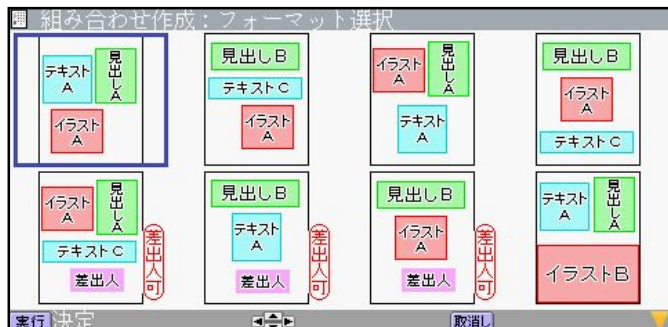 組み合わせ作成：フォーマット選択
テキスト
A
見出しA
イラスト
A
見出しB
テキストC
イラスト
A
イラスト
A
見出しA
テキスト
A
見出しB
イラスト
A
テキストC
イラスト
A
見出しA
テキストC
差出人
差出人可
見出しB
テキスト
A
差出人
差出人可
見出しB
イラスト
A
差出人
差出人可
テキスト
A
見出しA
イラストB
実行 決定
取消し